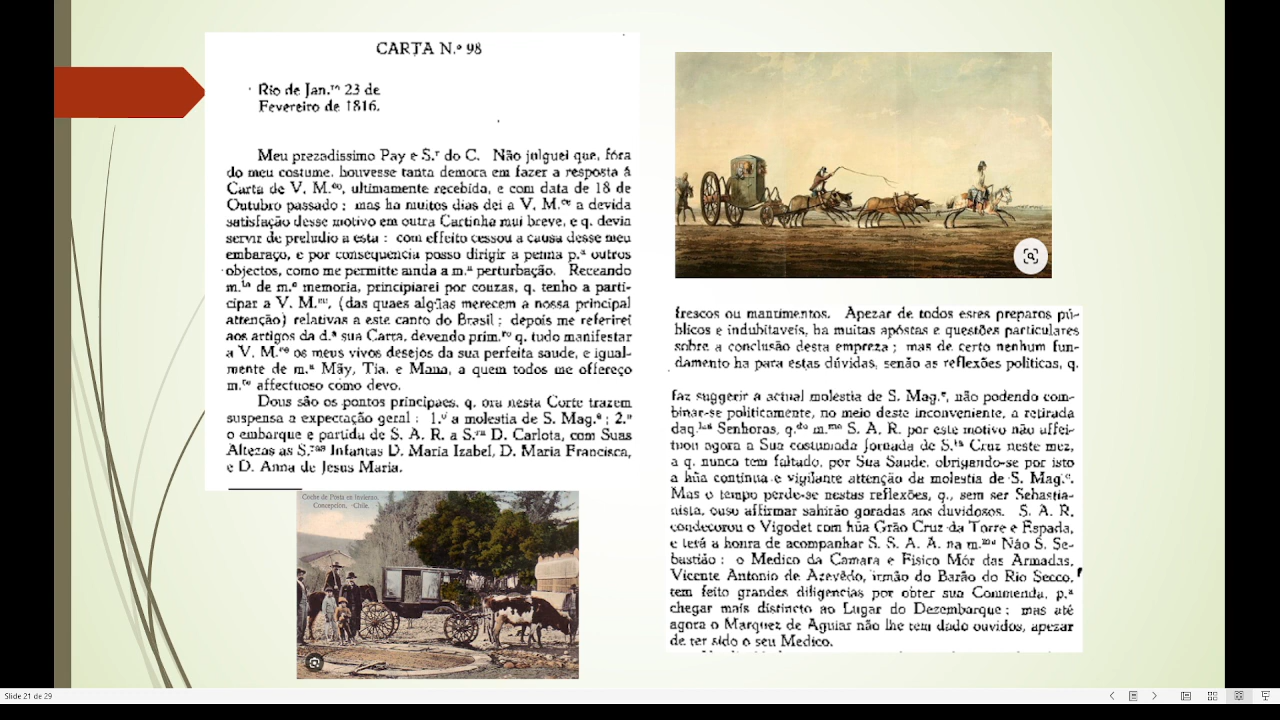 CARTA N.º 98
Rio de Jan.ʳᵒ 23 de
Fevereiro de 1816.
Meu prezadissimo Pay e S.ʳ do C. Não julguei que, fóra
do meu costume, houvesse tanta demora em fazer a resposta á
Carta de V. M.ᶜᵉ, ultimamente recebida, e com data de 18 de
Outubro passado ; mas ha muitos dias dei a V. M.ᶜᵉ a devida
satisfação desse motivo em outra Cartinha mui breve, e q. devia
servir de preludio a esta : com effeito cessou a causa desse meu
embaraço, e por consequencia posso dirigir a penna p.ª outros
objectos, como me permitte ainda a m.ª perturbação. Receando
m.ᵗᵒ de m.ª memoria, principiarei por couzas, q. tenho a parti-
cipar a V. M.ᶜᵉ, (das quaes algũas merecem a nossa principal
attenção) relativas a este canto do Brasil ; depois me referirei
aos artigos da d.ª sua Carta, devendo prim.ʳᵒ q. tudo manifestar
a V. M.ᶜᵉ os meus vivos desejos da sua perfeita saude, e igual-
mente de m.ª Mãy, Tia, e Mana, a quem todos me offereço
m.ᵗᵒ affectuoso como devo.
Dous são os pontos principaes, q. ora nesta Corte trazem
suspensa a expectação geral : 1.º a molestia de S. Mag.ᵉ ; 2.º
o embarque e partida de S. A. R. a S.ʳᵃ D. Carlota, com Suas
Altezas as S.ʳᵃˢ Infantas D. Maria Izabel, D. Maria Francisca,
e D. Anna de Jesus Maria.
Coche de Posta en Invierno.
Concepción. -Chile.
frescos ou mantimentos. Apezar de todos estes preparos pú-
blicos e indubitaveis, ha muitas apóstas e questões particulares
sobre a conclusão desta empreza ; mas de certo nenhum fun-
damento ha para estas dúvidas, senão as reflexões politicas, q.
faz suggerir a actual molestia de S. Mag.ᵉ, não podendo com-
binar-se politicamente, no meio deste inconveniente, a retirada
daq.ˡᵃˢ Senhoras, q.ᵈᵒ m.ᵐᵒ S. A. R. por este motivo não affei-
tuou agora a Sua costumada Jornada de S.ᵗᵃ Cruz neste mez,
a q. nunca tem faltado, por Sua Saude, obrigando-se por isto
a hũa continua e vigilante attenção da molestia de S. Mag.ᵉ.
Mas o tempo perde-se nestas reflexões, q., sem ser Sebastia-
nista, ouso affirmar sahirão goradas aos duvidosos. S. A. R.
condecorou o Vigodet com hũa Grão Cruz da Torre e Espada,
e terá a honra de acompanhar S. S. A. A. na m.ᵐᵃ Náo S. Se-
bastião : o Medico da Camara e Fisico Mór das Armadas,
Vicente Antonio de Azevêdo, irmão do Barão do Rio Secco,
tem feito grandes diligencias por obter sua Commenda, p.ª
chegar mais distincto ao Lugar do Dezembarque ; mas até
agora o Marquez de Aguiar não lhe tem dado ouvidos, apezar
de ter sido o seu Medico.
Slide 21 de 29